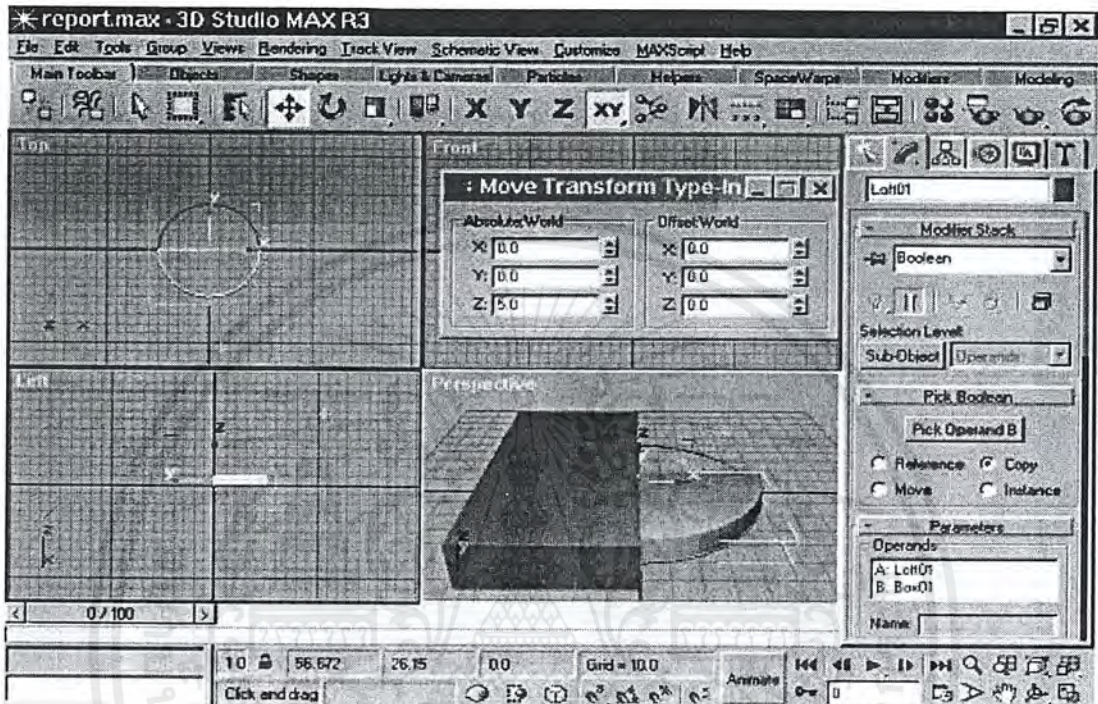 report.max - 3D Studio MAX R3
File Edit Tools Group Views Rendering Track View Schematic View Customize MAXScript Help
Main Toolbar Objects Shapes Lights & Cameras Particles Helpers SpaceWarps Modifiers Modeling
X Y Z XY
Top
Front
: Move Transform Type-In
Absolute:World
X: 0.0
Y: 0.0
Z: 5.0
Offset:World
X: 0.0
Y: 0.0
Z: 0.0
Left
Perspective
Loft01
Modifier Stack
Boolean
Selection Level:
Sub-Object Operands
Pick Boolean
Pick Operand B
Reference Copy
Move Instance
Parameters
Operands
A: Loft01
B: Box01
Name:
0 / 100
56.672 26.15 0.0 Grid = 10.0
Animate
Click and drag
0